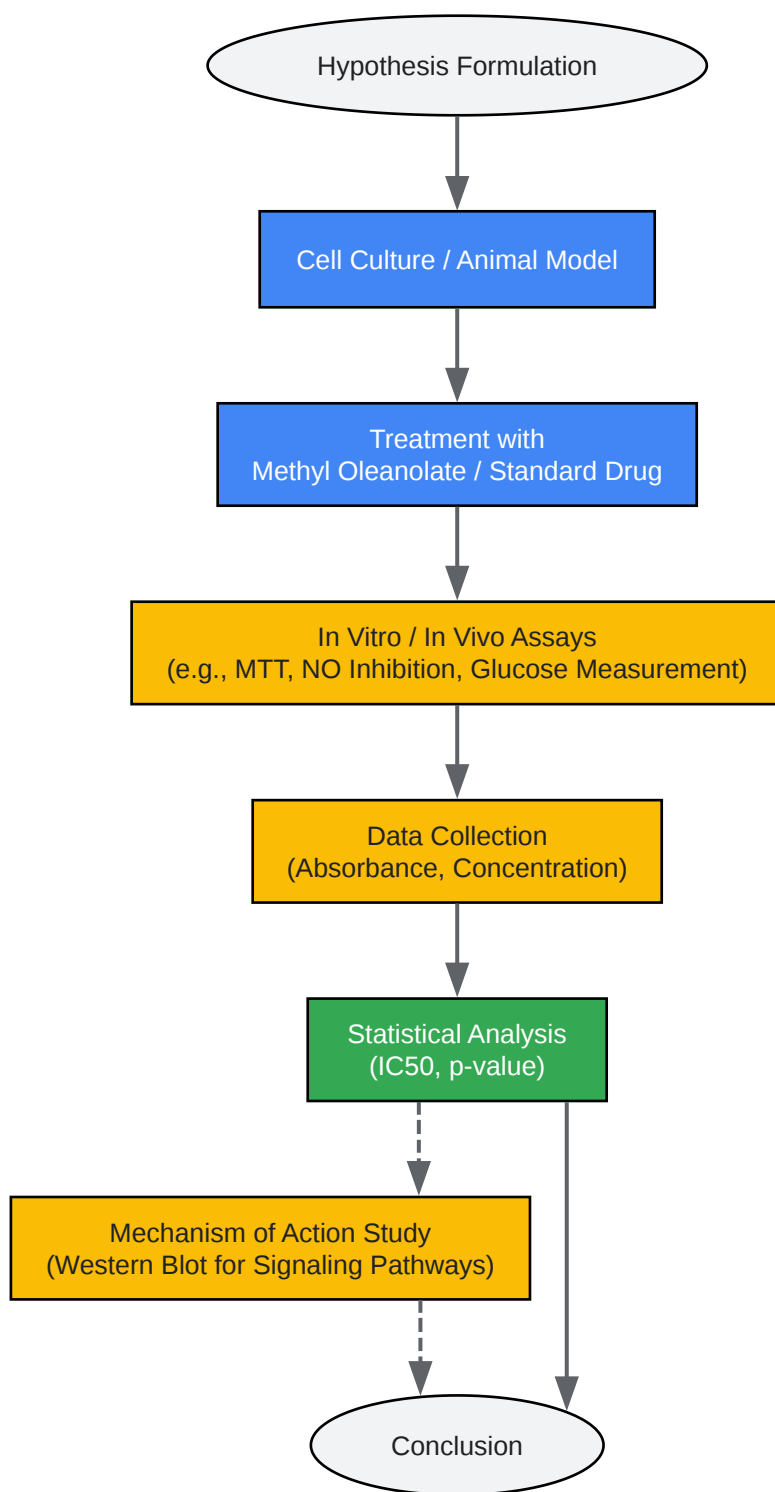 Hypothesis Formulation
Cell Culture / Animal Model
Treatment with
Methyl Oleanolate / Standard Drug
In Vitro / In Vivo Assays
(e.g., MTT, NO Inhibition, Glucose Measurement)
Data Collection
(Absorbance, Concentration)
Statistical Analysis
(IC50, p-value)
Mechanism of Action Study
(Western Blot for Signaling Pathways)
Conclusion